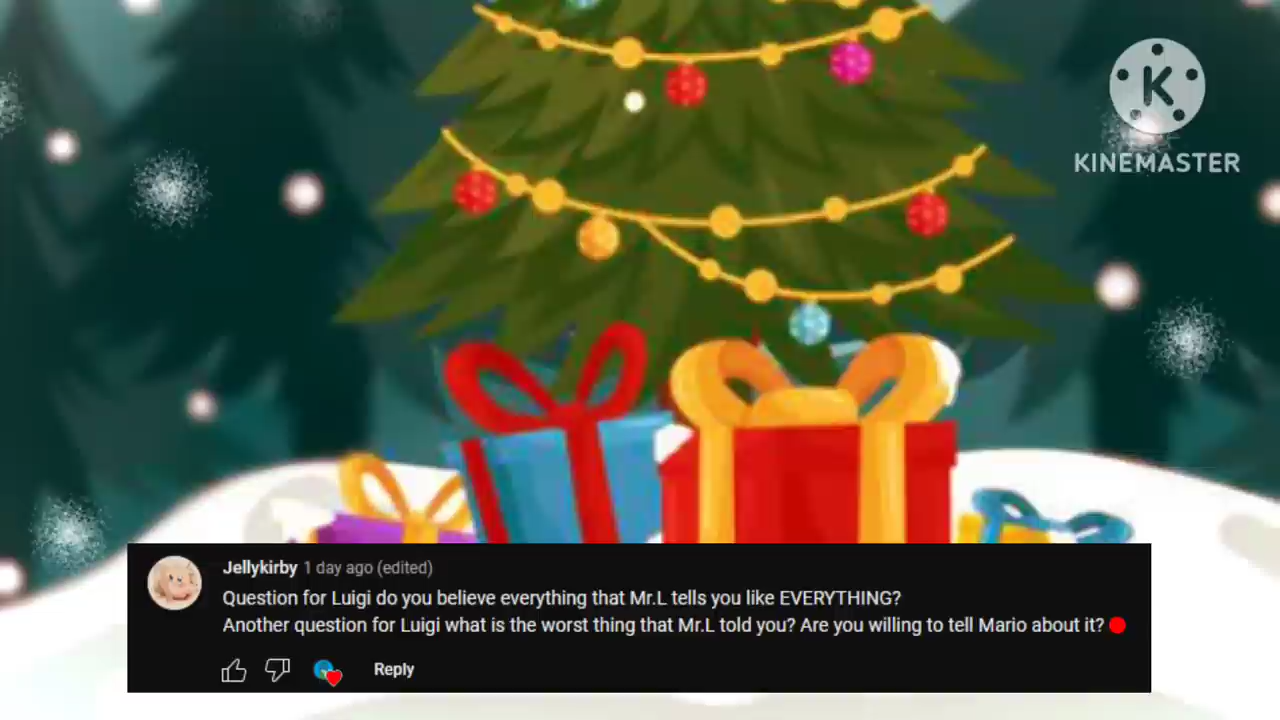 K
KINEMASTER
Jellykirby 1 day ago (edited)
Question for Luigi do you believe everything that Mr.L tells you like EVERYTHING?
Another question for Luigi what is the worst thing that Mr.L told you? Are you willing to tell Mario about it?
Reply